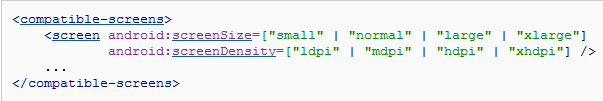 <compatible-screens>
    <screen android:screenSize=["small" | "normal" | "large" | "xlarge"]
            android:screenDensity=["ldpi" | "mdpi" | "hdpi" | "xhdpi"] />
    ...
</compatible-screens>